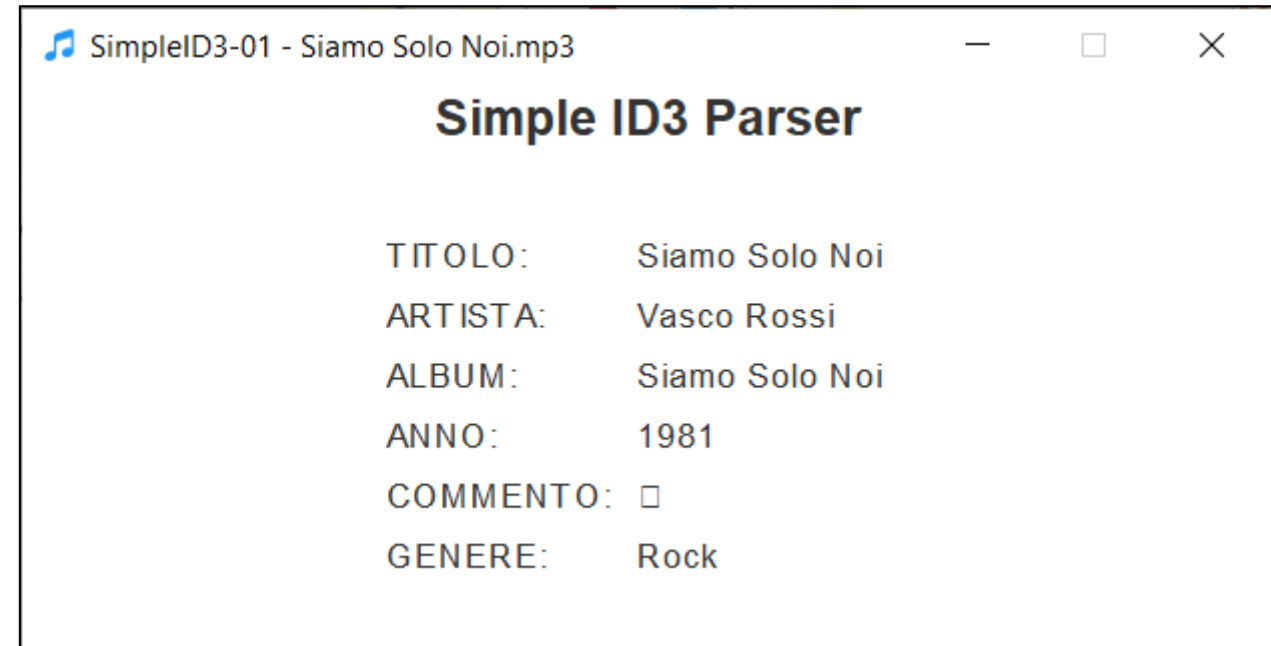 SimpleID3-01 - Siamo Solo Noi.mp3
Simple ID3 Parser
TITOLO: Siamo Solo Noi
ARTISTA: Vasco Rossi
ALBUM: Siamo Solo Noi
ANNO: 1981
COMMENTO: □
GENERE: Rock